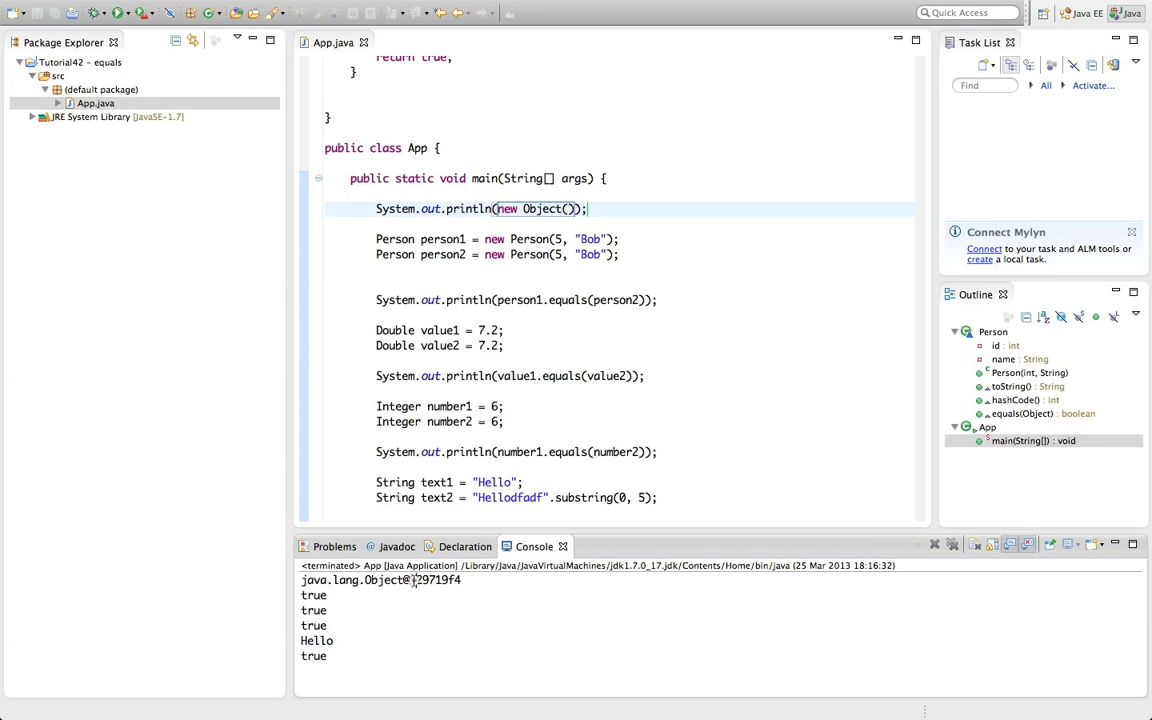 Quick Access
Java EE
Java
Package Explorer
Tutorial42 - equals
src
(default package)
App.java
JRE System Library [JavaSE-1.7]
App.java
return true;
}
}
public class App {
public static void main(String[] args) {
System.out.println(new Object());
Person person1 = new Person(5, "Bob");
Person person2 = new Person(5, "Bob");
System.out.println(person1.equals(person2));
Double value1 = 7.2;
Double value2 = 7.2;
System.out.println(value1.equals(value2));
Integer number1 = 6;
Integer number2 = 6;
System.out.println(number1.equals(number2));
String text1 = "Hello";
String text2 = "Hellodfadf".substring(0, 5);
Task List
Find
All
Activate...
Connect Mylyn
Connect to your task and ALM tools or
create a local task.
Outline
Person
id : int
name : String
Person(int, String)
toString() : String
hashCode() : int
equals(Object) : boolean
App
main(String[]) : void
Problems
Javadoc
Declaration
Console
<terminated> App [Java Application] /Library/Java/JavaVirtualMachines/jdk1.7.0_17.jdk/Contents/Home/bin/java (25 Mar 2013 18:16:32)
true
true
true
Hello
true